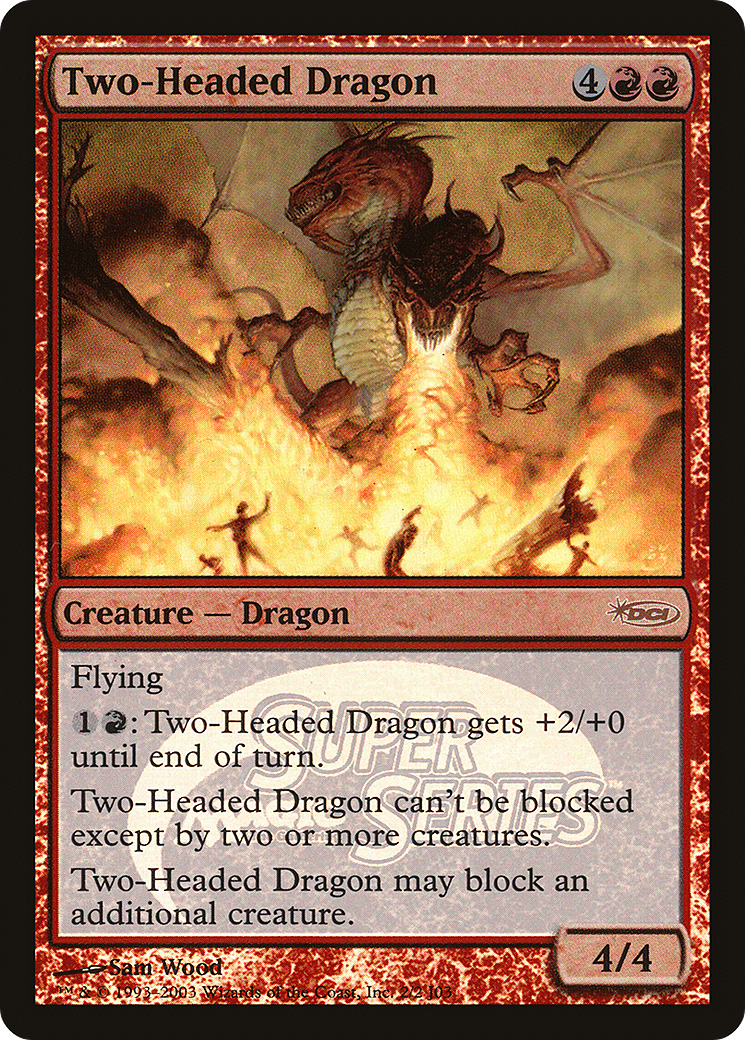 Two-Headed Dragon 4
Creature — Dragon DCI
Flying
1 : Two-Headed Dragon gets +2/+0
until end of turn.
Two-Headed Dragon can't be blocked
except by two or more creatures.
Two-Headed Dragon may block an
additional creature.
SUPER
SERIES
MAGIC
4/4
Sam Wood
™ & © 1993–2003 Wizards of the Coast, Inc. 2/2 J03